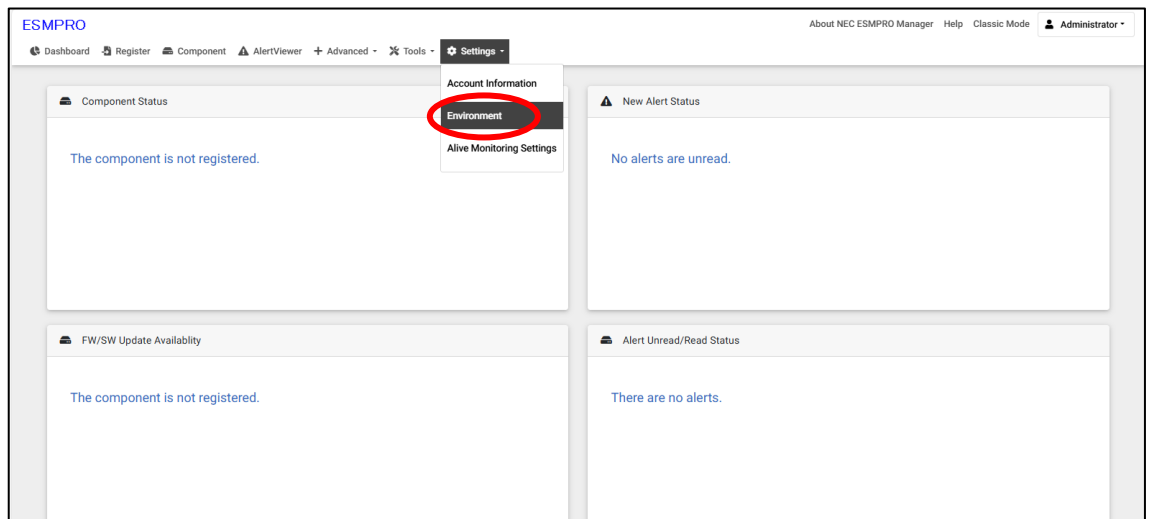 ESMPRO
About NEC ESMPRO Manager Help Classic Mode Administrator
Dashboard Register Component AlertViewer Advanced Tools Settings
Account Information
Environment
Alive Monitoring Settings
Component Status
The component is not registered.
New Alert Status
No alerts are unread.
FW/SW Update Availablity
The component is not registered.
Alert Unread/Read Status
There are no alerts.